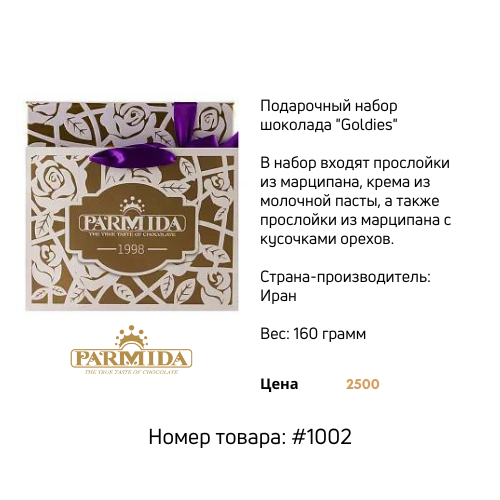 PARMIDA
THE TRUE TASTE OF CHOCOLATE
1998
PARMIDA
THE TRUE TASTE OF CHOCOLATE
Подарочный набор
шоколада "Goldies"
В набор входят прослойки
из марципана, крема из
молочной пасты, а также
прослойки из марципана с
кусочками орехов.
Страна-производитель:
Иран
Вес: 160 грамм
Цена 2500
Номер товара: #1002